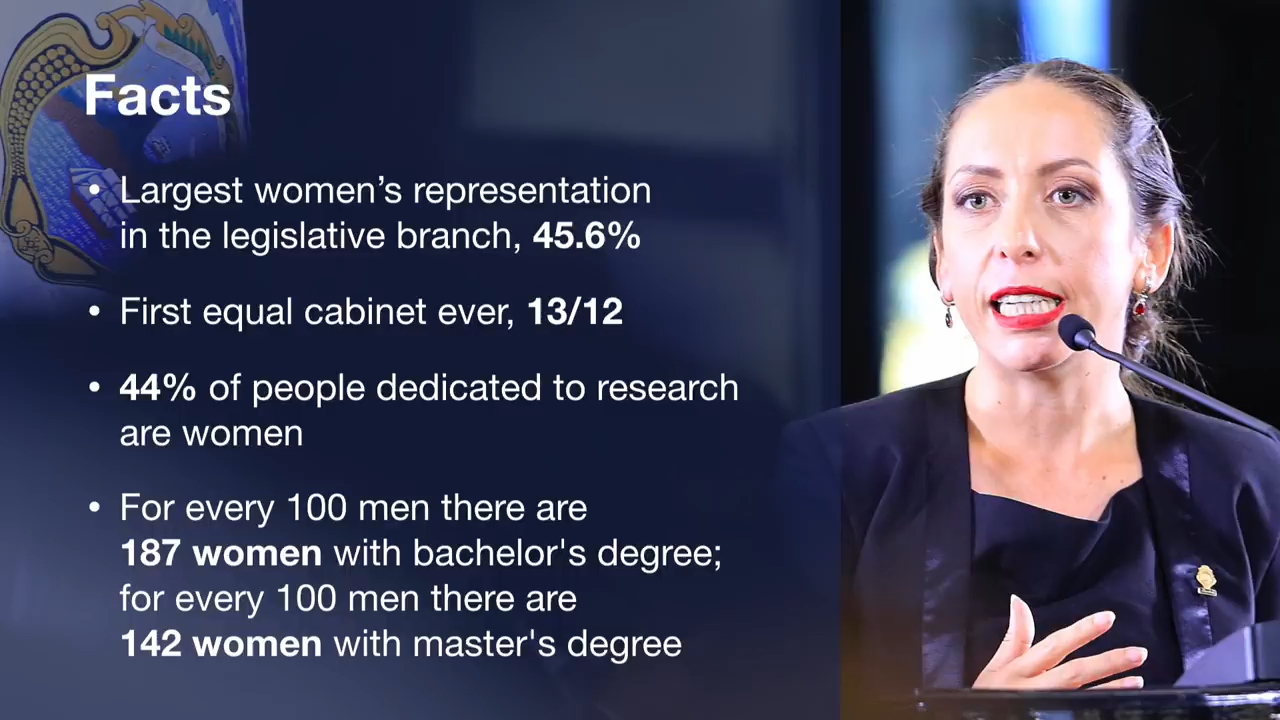 Facts
• Largest women’s representation
in the legislative branch, 45.6%
• First equal cabinet ever, 13/12
• 44% of people dedicated to research
are women
• For every 100 men there are
187 women with bachelor's degree;
for every 100 men there are
142 women with master's degree